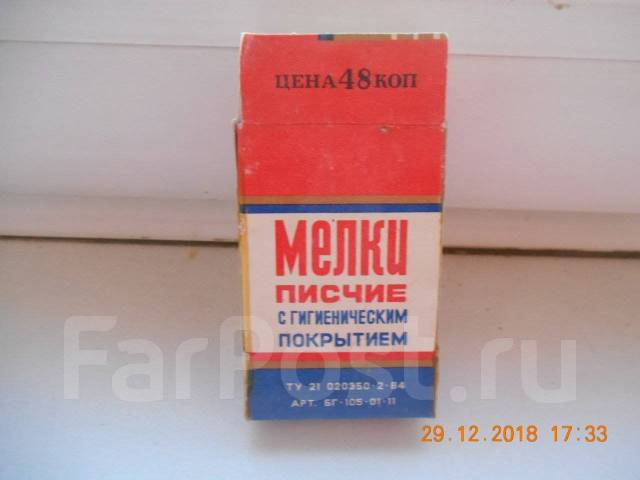 ЦЕНА 48 КОП
МЕЛКИ
ПИСЧИЕ
С ГИГИЕНИЧЕСКИМ
ПОКРЫТИЕМ
ТУ 21 020350-2-84
АРТ. БГ-105-01-11
FarPost.ru
29.12.2018 17:33